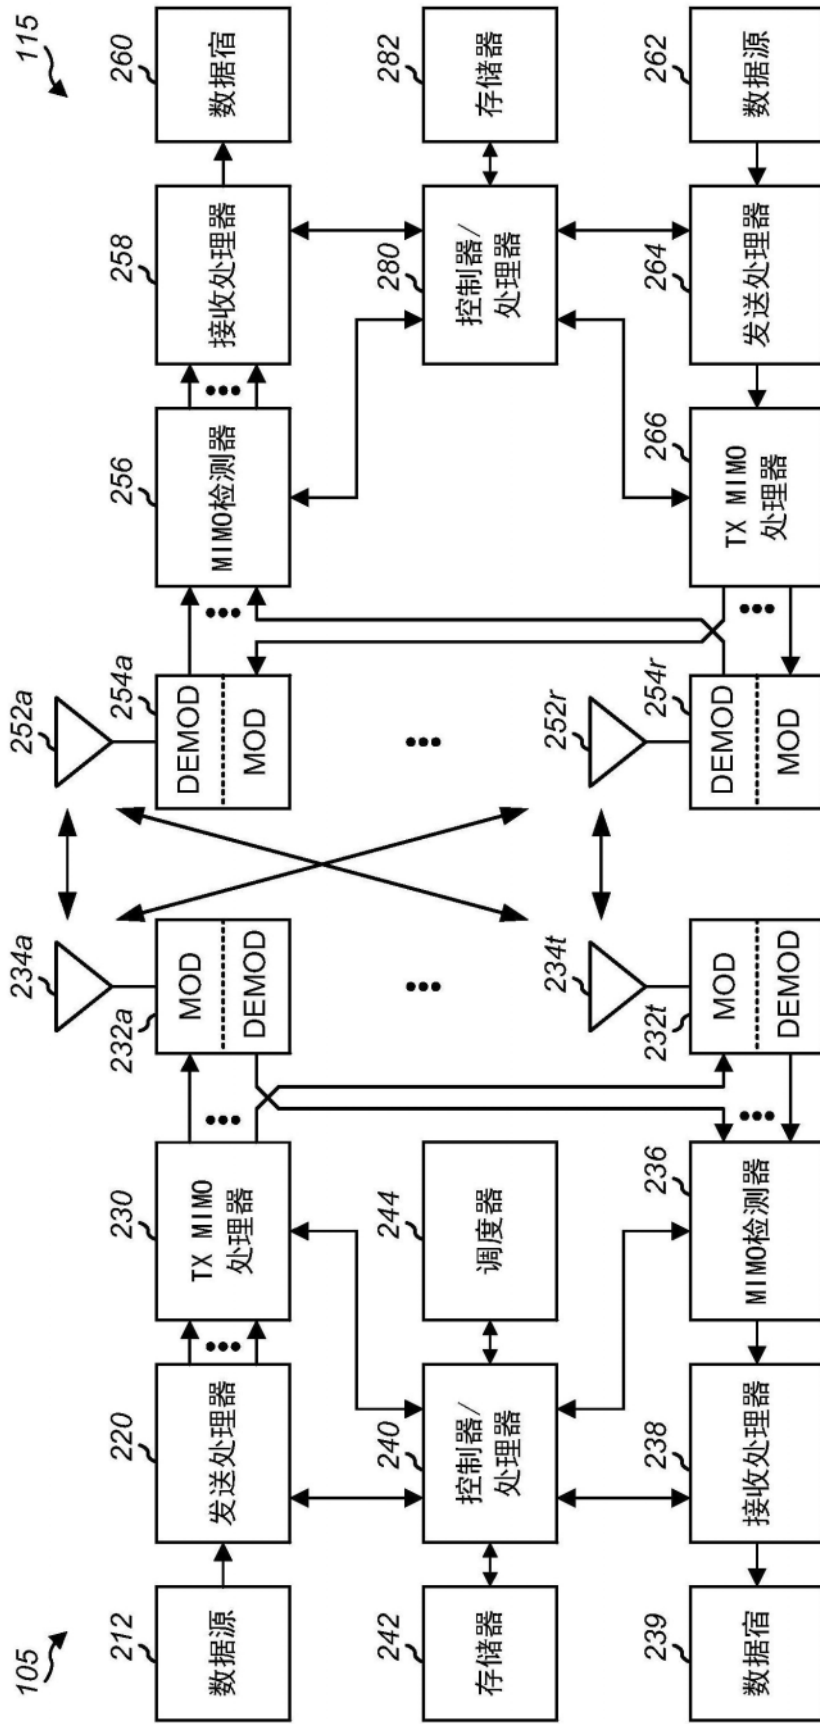 105
115
212
数据源
220
发送处理器
230
TX MIMO
处理器
232a
MOD
DEMOD
234a
252a
254a
DEMOD
MOD
256
MIMO检测器
258
接收处理器
260
数据宿
242
存储器
240
控制器/
处理器
244
调度器
280
控制器/
处理器
282
存储器
239
数据宿
238
接收处理器
236
MIMO检测器
232t
MOD
DEMOD
234t
252r
254r
DEMOD
MOD
266
TX MIMO
处理器
264
发送处理器
262
数据源